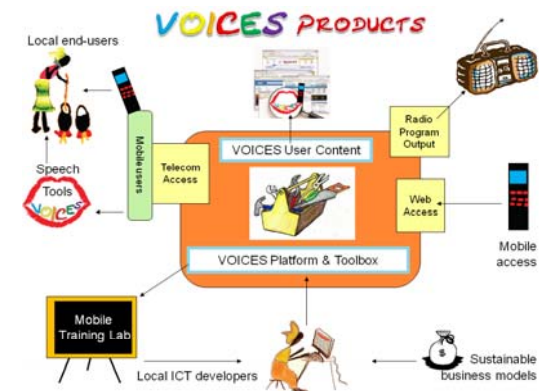 VOICES PRODUCTS
Local end-users
Mobile users
Telecom
Access
VOICES User Content
Radio
Program
Output
Speech
Tools
VOICES
Web
Access
Mobile
access
VOICES Platform & Toolbox
Mobile
Training Lab
Local ICT developers
$
Sustainable
business models